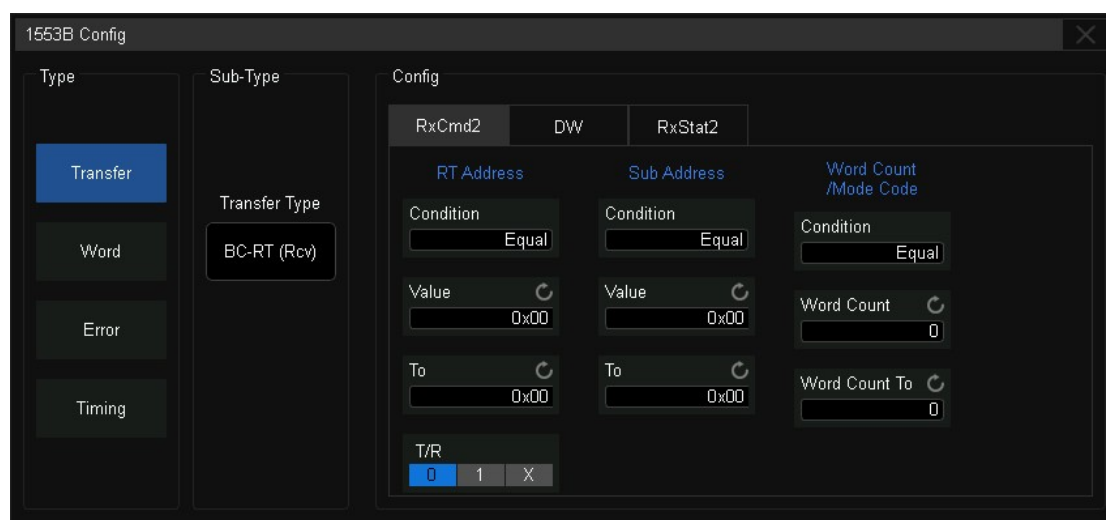 1553B Config
Type
Transfer
Word
Error
Timing
Sub-Type
Transfer Type
BC-RT (Rcv)
Config
RxCmd2 DW RxStat2
RT Address
Condition
Equal
Value
0x00
To
0x00
T/R
0 1 X
Sub Address
Condition
Equal
Value
0x00
To
0x00
Word Count
/Mode Code
Condition
Equal
Word Count
0
Word Count To
0